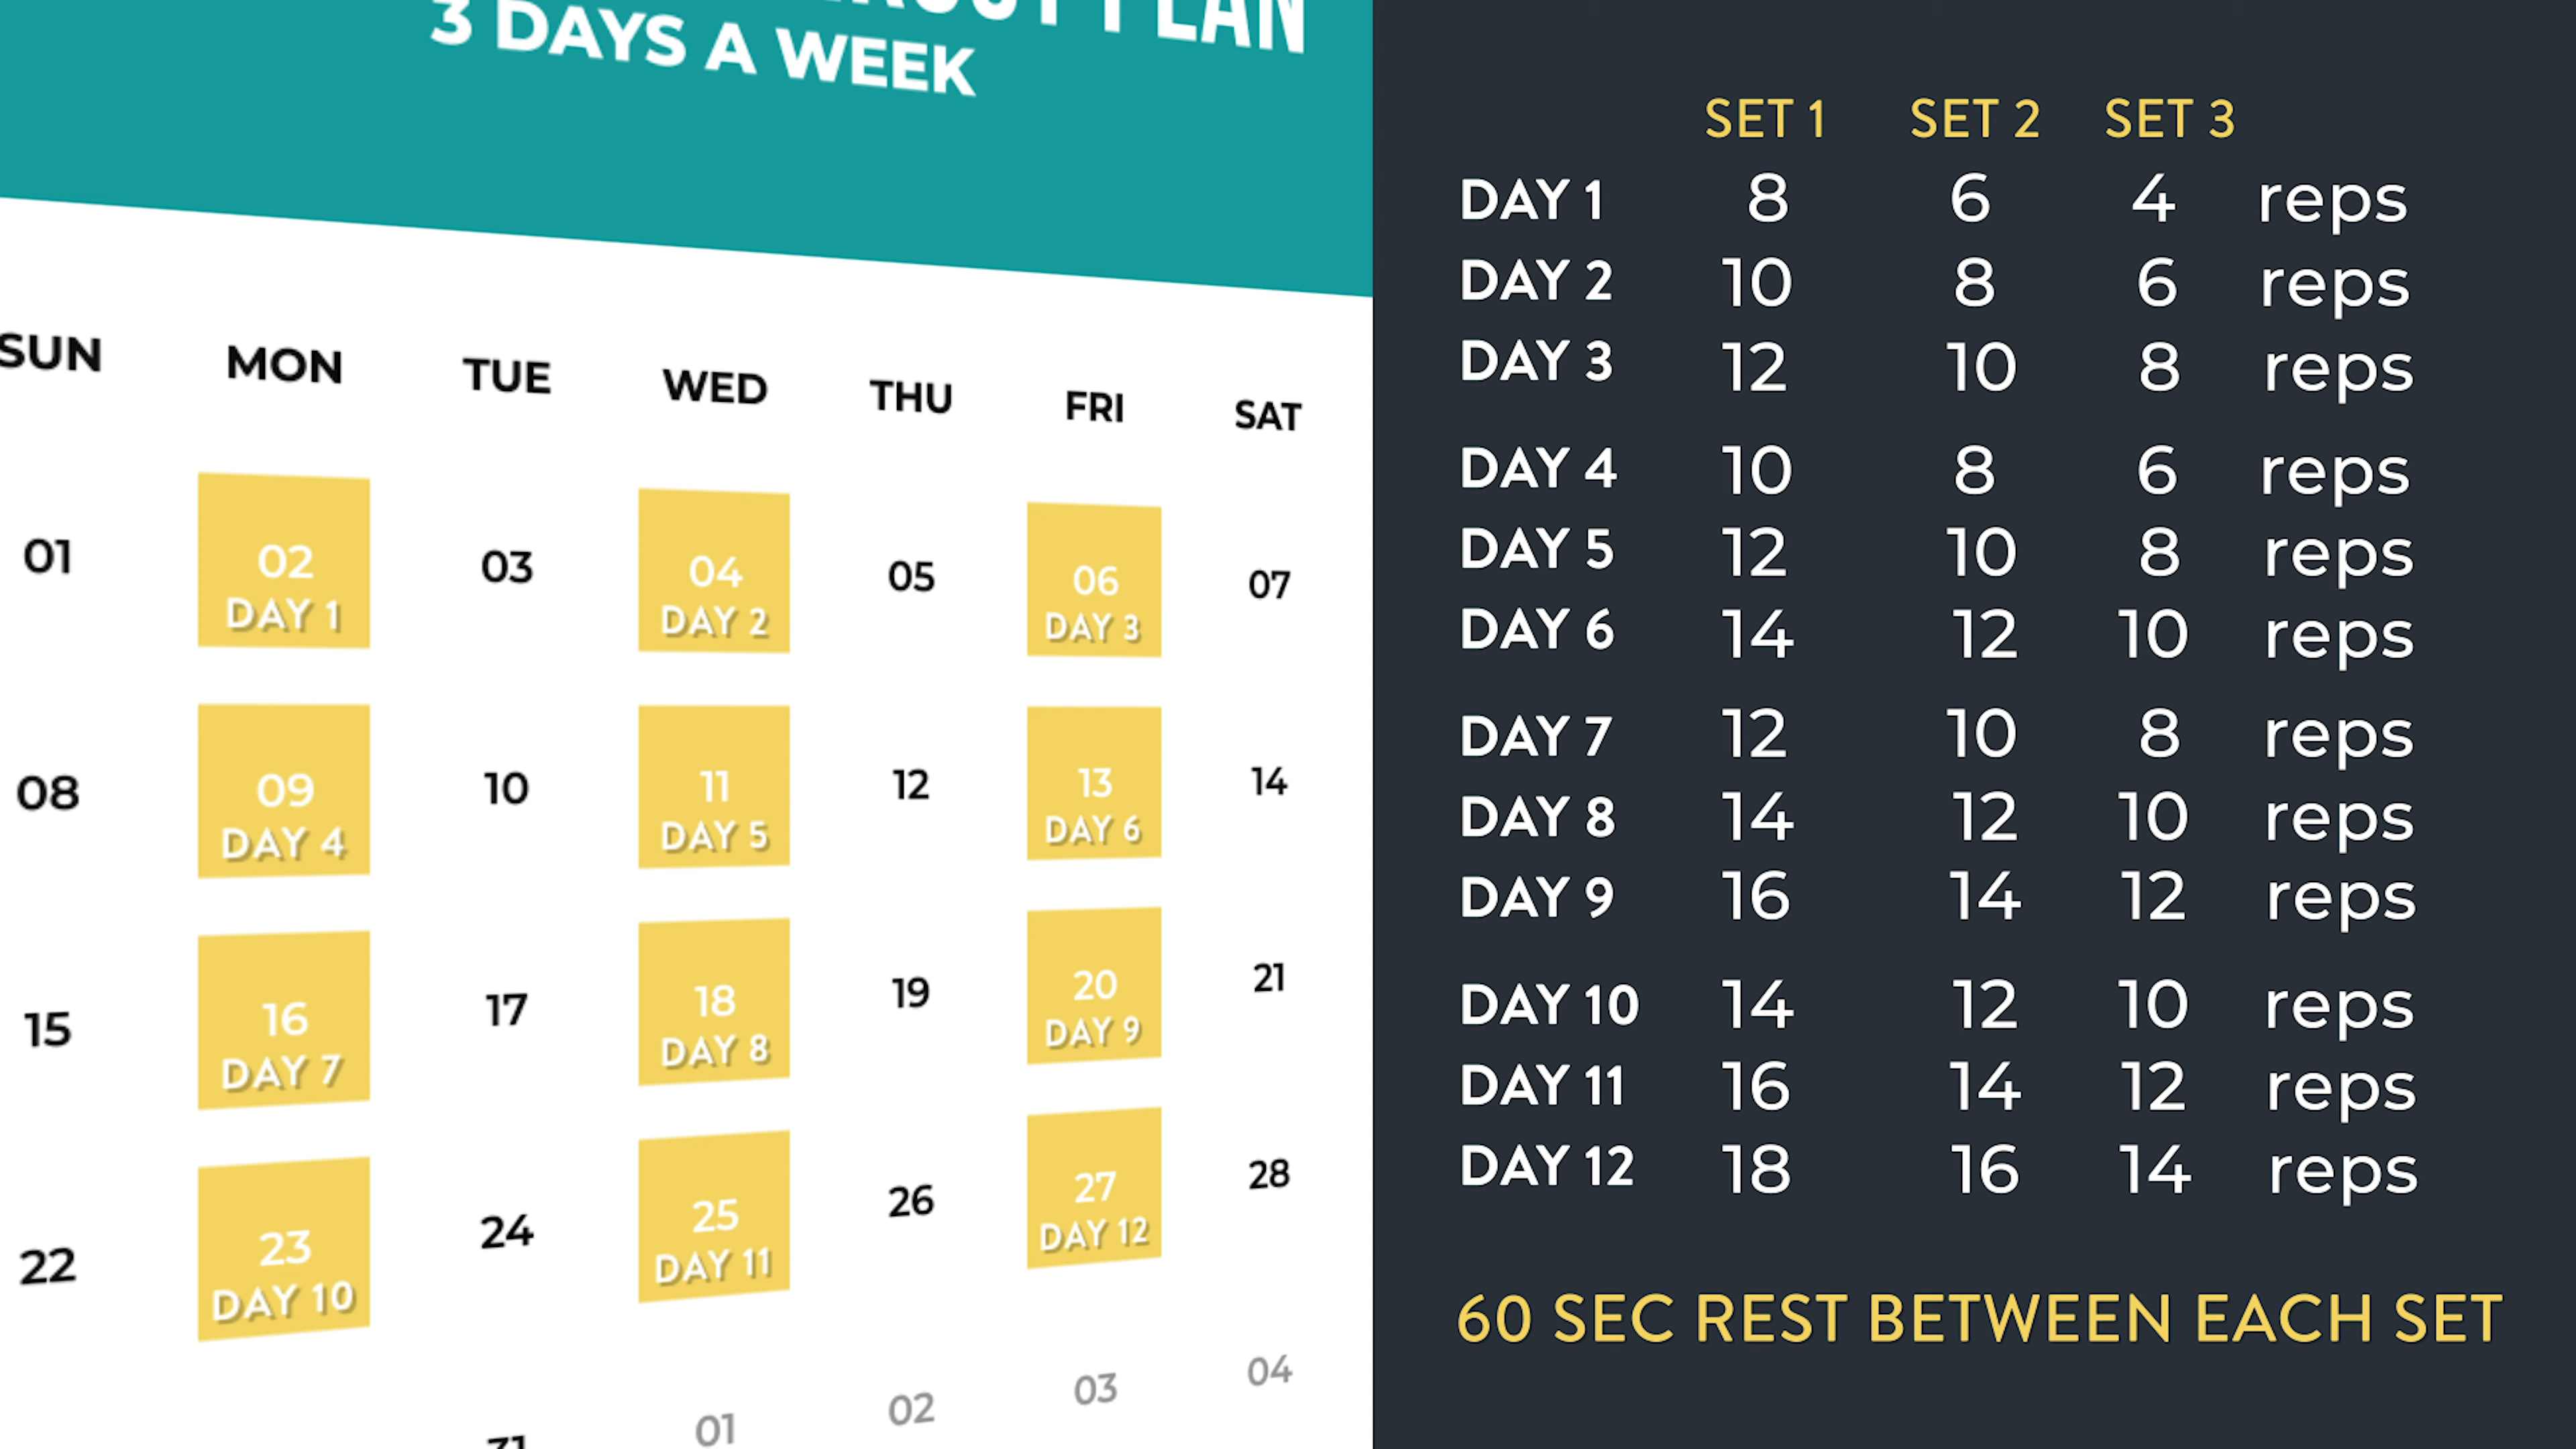 PLAN
3 DAYS A WEEK
SUN MON TUE WED THU FRI SAT
01 02 03 04 05 06 07
DAY 1 DAY 2 DAY 3
08 09 10 11 12 13 14
DAY 4 DAY 5 DAY 6
15 16 17 18 19 20 21
DAY 7 DAY 8 DAY 9
22 23 24 25 26 27 28
DAY 10 DAY 11 DAY 12
31 01 02 03 04
SET 1 SET 2 SET 3
DAY 1 8 6 4 reps
DAY 2 10 8 6 reps
DAY 3 12 10 8 reps
DAY 4 10 8 6 reps
DAY 5 12 10 8 reps
DAY 6 14 12 10 reps
DAY 7 12 10 8 reps
DAY 8 14 12 10 reps
DAY 9 16 14 12 reps
DAY 10 14 12 10 reps
DAY 11 16 14 12 reps
DAY 12 18 16 14 reps
60 SEC REST BETWEEN EACH SET